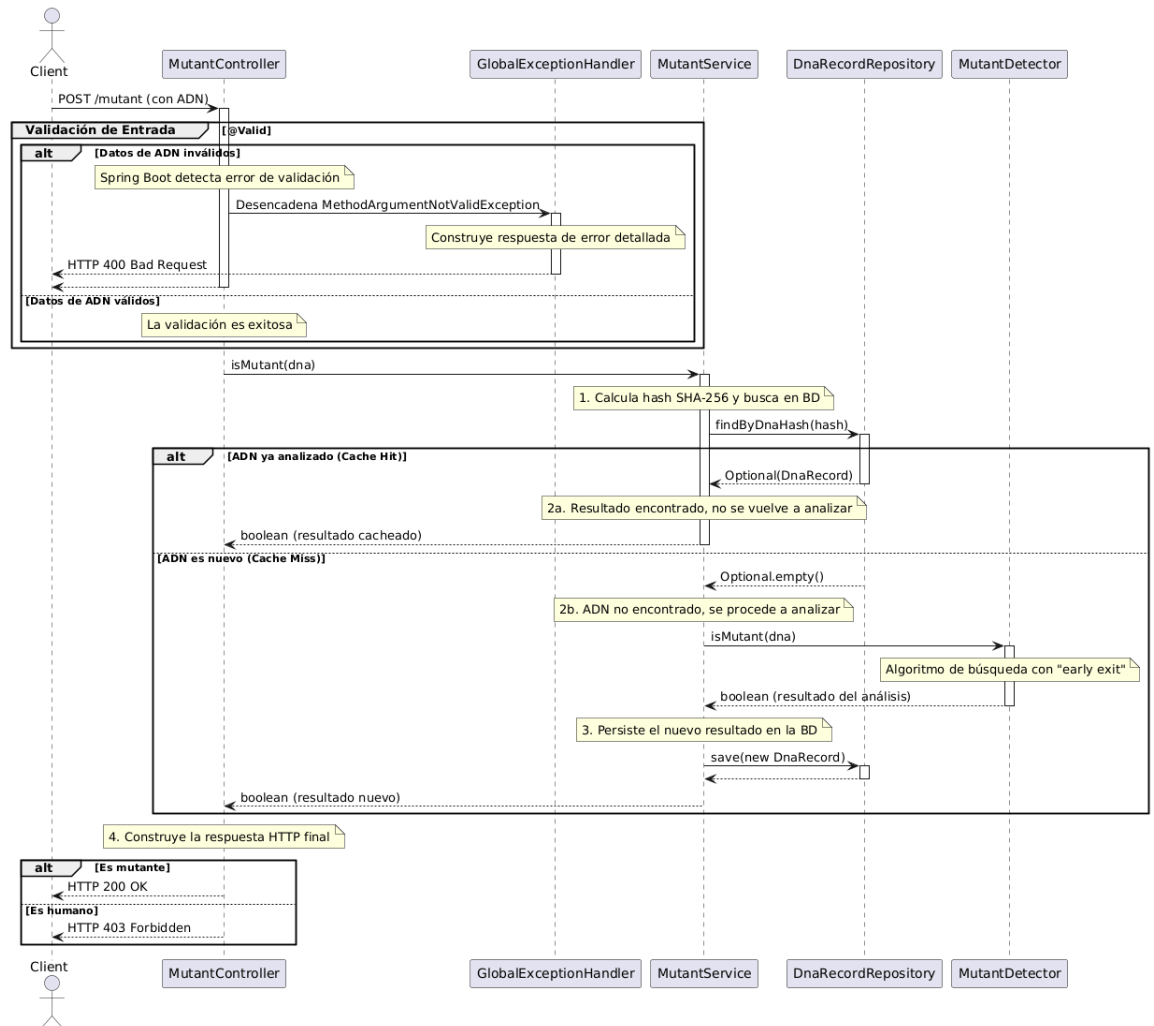 Client
MutantController
GlobalExceptionHandler
MutantService
DnaRecordRepository
MutantDetector
POST /mutant (con ADN)
Validación de Entrada
[@Valid]
alt
[Datos de ADN inválidos]
Spring Boot detecta error de validación
Desencadena MethodArgumentNotValidException
Construye respuesta de error detallada
HTTP 400 Bad Request
[Datos de ADN válidos]
La validación es exitosa
isMutant(dna)
1. Calcula hash SHA-256 y busca en BD
findByDnaHash(hash)
alt
[ADN ya analizado (Cache Hit)]
Optional(DnaRecord)
2a. Resultado encontrado, no se vuelve a analizar
boolean (resultado cacheado)
[ADN es nuevo (Cache Miss)]
Optional.empty()
2b. ADN no encontrado, se procede a analizar
isMutant(dna)
Algoritmo de búsqueda con "early exit"
boolean (resultado del análisis)
3. Persiste el nuevo resultado en la BD
save(new DnaRecord)
boolean (resultado nuevo)
4. Construye la respuesta HTTP final
alt
[Es mutante]
HTTP 200 OK
[Es humano]
HTTP 403 Forbidden
Client
MutantController
GlobalExceptionHandler
MutantService
DnaRecordRepository
MutantDetector